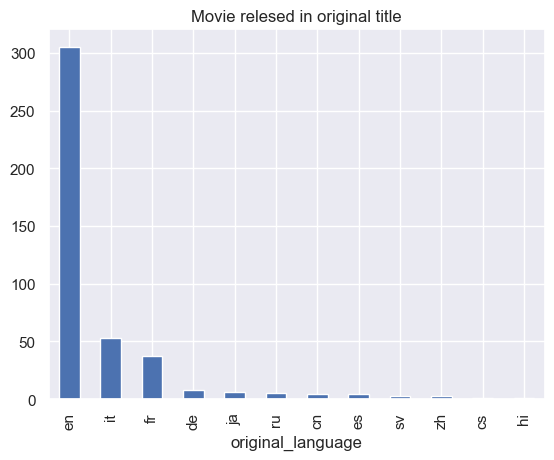 Movie relesed in original title
300
250
200
150
100
50
0
en it fr de ja ru cn es sv zh cs hi
original_language